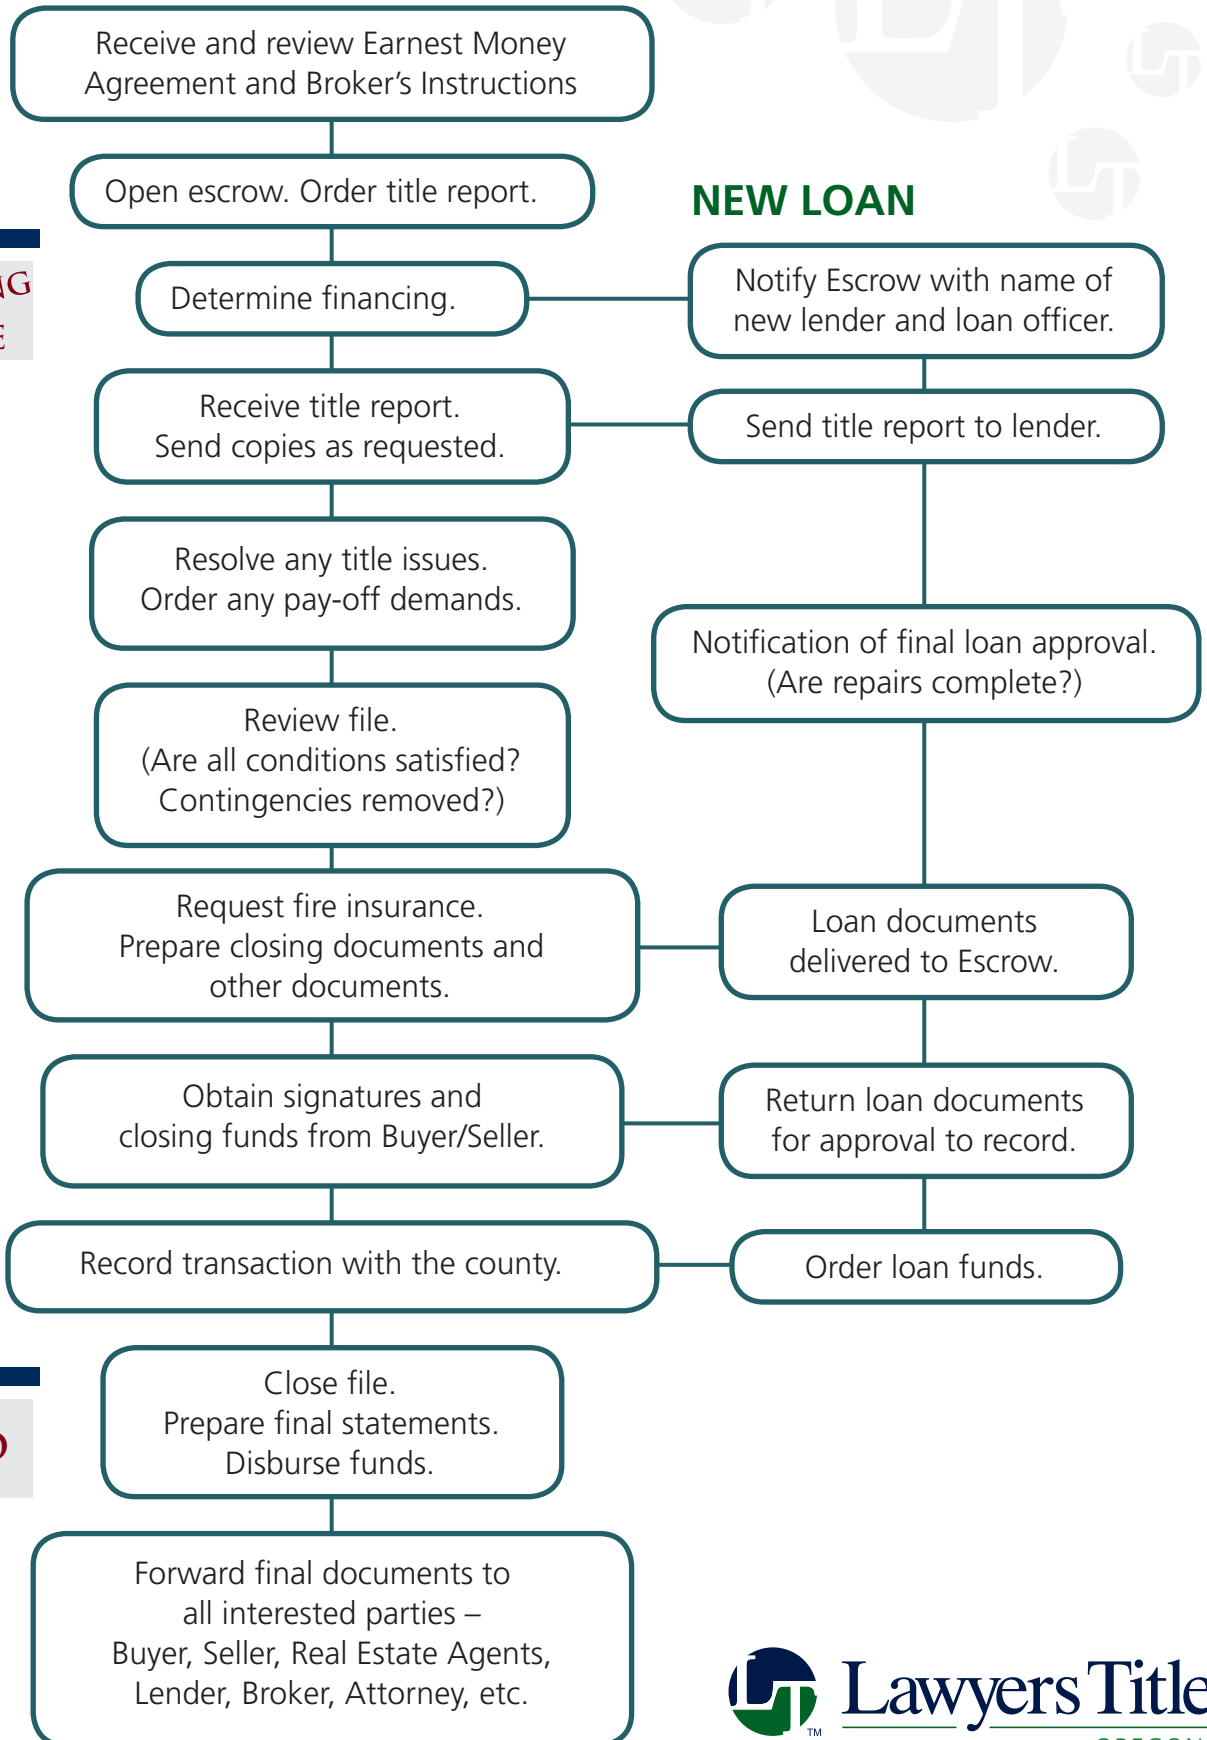 Receive and review Earnest Money
Agreement and Broker’s Instructions
Open escrow. Order title report.
NEW LOAN
Determine financing.
Notify Escrow with name of
new lender and loan officer.
Receive title report.
Send copies as requested.
Send title report to lender.
Resolve any title issues.
Order any pay-off demands.
Notification of final loan approval.
(Are repairs complete?)
Review file.
(Are all conditions satisfied?
Contingencies removed?)
Request fire insurance.
Prepare closing documents and
other documents.
Loan documents
delivered to Escrow.
Obtain signatures and
closing funds from Buyer/Seller.
Return loan documents
for approval to record.
Record transaction with the county.
Order loan funds.
Close file.
Prepare final statements.
Disburse funds.
Forward final documents to
all interested parties –
Buyer, Seller, Real Estate Agents,
Lender, Broker, Attorney, etc.
LT
TM
Lawyers Title